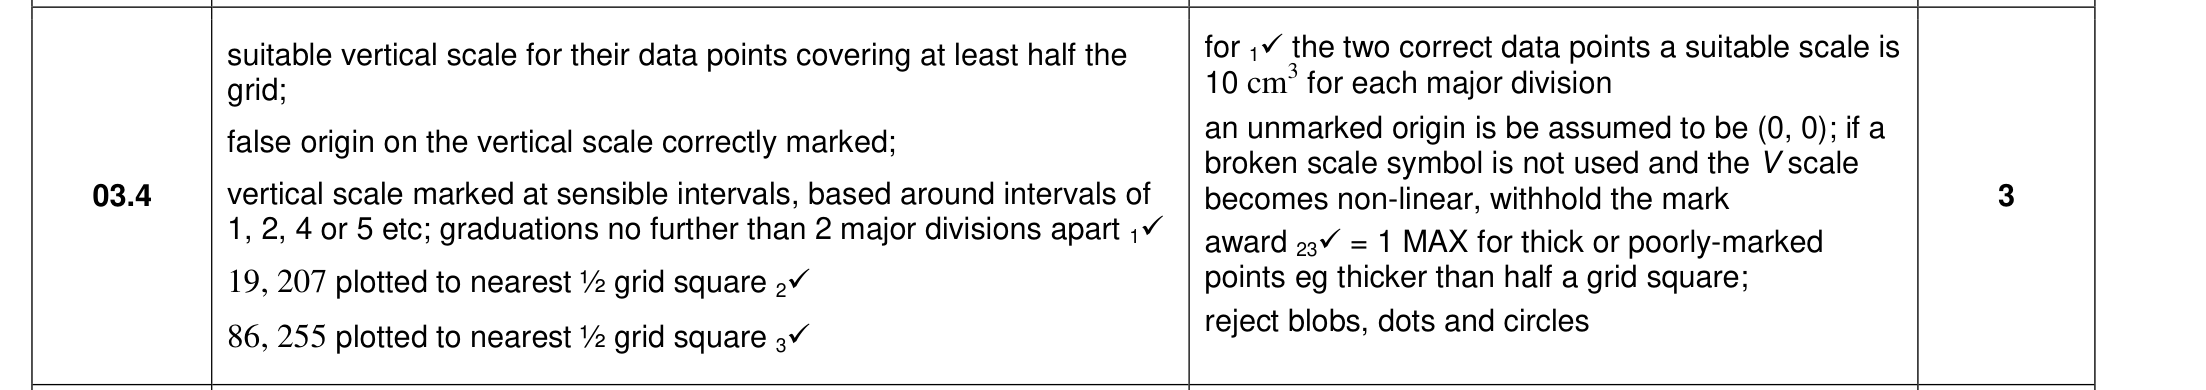 03.4
suitable vertical scale for their data points covering at least half the
grid;
false origin on the vertical scale correctly marked;
vertical scale marked at sensible intervals, based around intervals of
1, 2, 4 or 5 etc; graduations no further than 2 major divisions apart ₁✓
19, 207 plotted to nearest ½ grid square ₂✓
86, 255 plotted to nearest ½ grid square ₃✓
for ₁✓ the two correct data points a suitable scale is
10 cm³ for each major division
an unmarked origin is be assumed to be (0, 0); if a
broken scale symbol is not used and the V scale
becomes non-linear, withhold the mark
award ₂₃✓ = 1 MAX for thick or poorly-marked
points eg thicker than half a grid square;
reject blobs, dots and circles
3